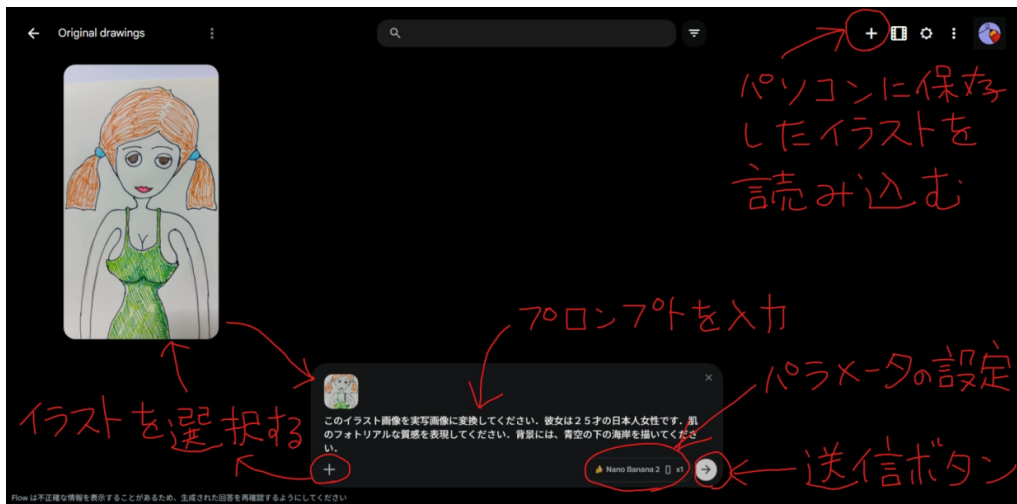 Original drawings
パソコンに保存
したイラストを
読み込む
プロンプトを入力
パラメータの設定
イラストを選択する
このイラスト画像を実写画像に変換してください．彼女は２５才の日本人女性です．肌
のフォトリアルな質感を表現してください．背景には、青空の下の海岸を描いてくださ
い．
Nano Banana 2 x1
送信ボタン
Flow は不正確な情報を表示することがあるため、生成された回答を再確認するようにしてください